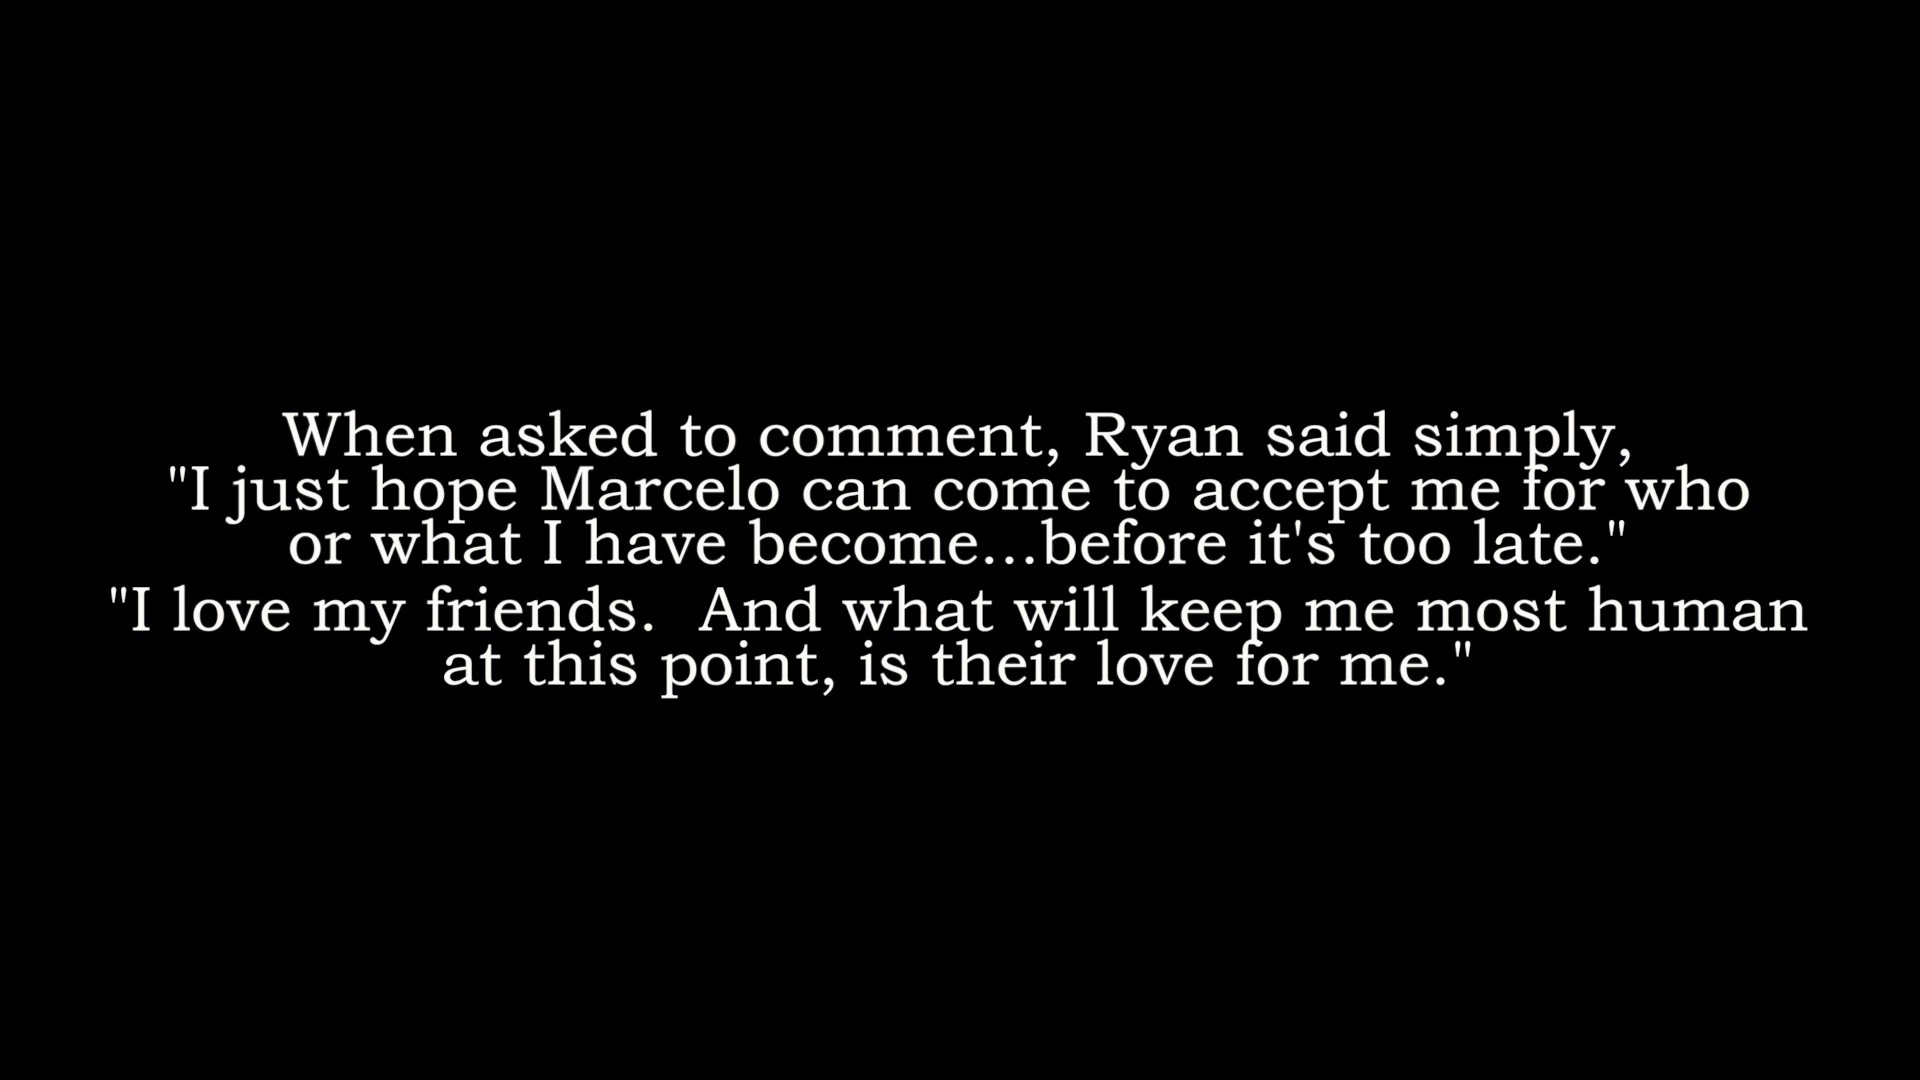 When asked to comment, Ryan said simply,
"I just hope Marcelo can come to accept me for who
or what I have become...before it's too late."
"I love my friends.  And what will keep me most human
at this point, is their love for me."